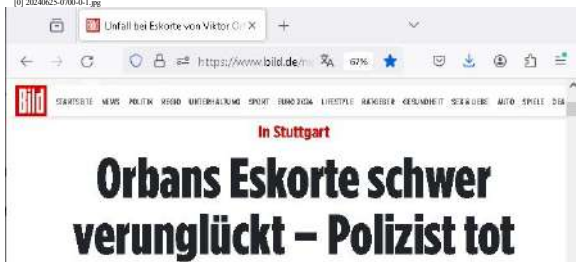 [0] 20240625-0700-0-1.jpg
Unfall bei Eskorte von Viktor Or
https://www.bild.de/
67%
Bild
STARTSEITE NEWS POLITIK REGIO UNTERHALTUNG SPORT EURO 2024 LIFESTYLE RATGEBER GESUNDHEIT SEX & LIEBE AUTO SPIELE
In Stuttgart
Orbans Eskorte schwer
verunglückt – Polizist tot